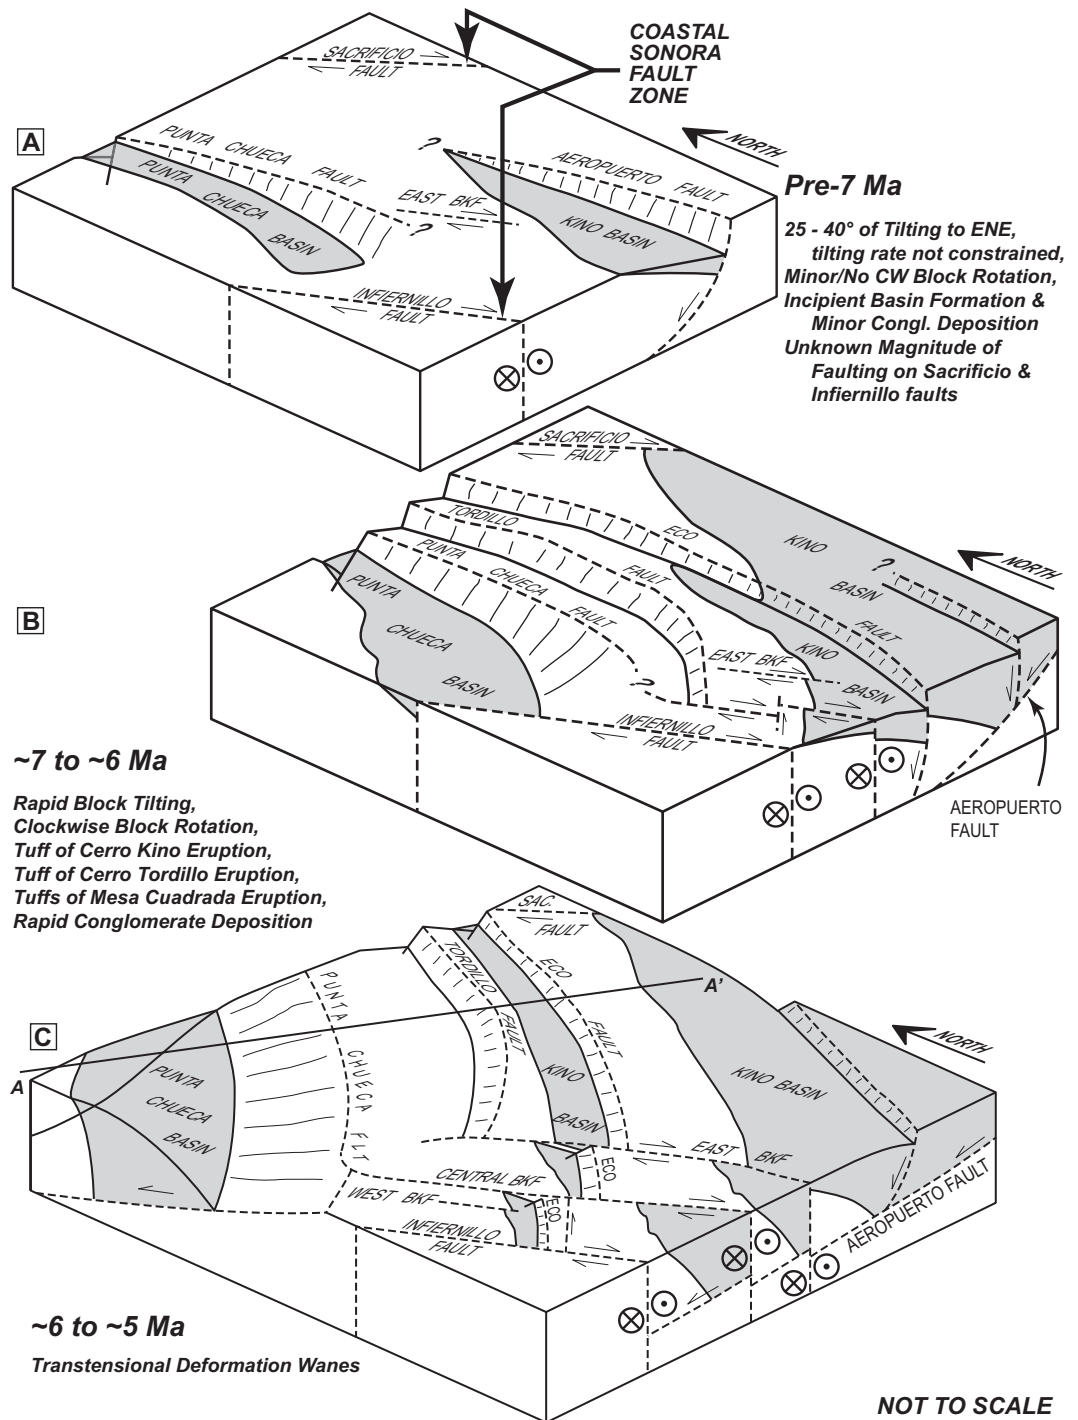 COASTAL
SONORA
FAULT
ZONE
SACRIFICIO
FAULT
A
NORTH
PUNTA CHUECA FAULT
?
PUNTA CHUECA BASIN
?
AEROPUERTO FAULT
EAST BKF
KINO BASIN
INFIERNILLO
FAULT
Pre-7 Ma
25 - 40° of Tilting to ENE,
tilting rate not constrained,
Minor/No CW Block Rotation,
Incipient Basin Formation &
Minor Congl. Deposition
Unknown Magnitude of
Faulting on Sacrificio &
Infiernillo faults
SACRIFICIO
FAULT
B
NORTH
TORDILLO FAULT
ECO FAULT
KINO BASIN
?
PUNTA CHUECA FAULT
?
PUNTA CHUECA BASIN
EAST BKF
KINO BASIN
INFIERNILLO
FAULT
AEROPUERTO
FAULT
~7 to ~6 Ma
Rapid Block Tilting,
Clockwise Block Rotation,
Tuff of Cerro Kino Eruption,
Tuff of Cerro Tordillo Eruption,
Tuffs of Mesa Cuadrada Eruption,
Rapid Conglomerate Deposition
SAC.
FAULT
C
NORTH
A
A'
PUNTA CHUECA FLT
PUNTA
CHUECA
BASIN
TORDILLO FAULT
ECO FAULT
KINO BASIN
KINO BASIN
EAST BKF
CENTRAL BKF
ECO
WEST BKF
ECO
INFIERNILLO
FAULT
AEROPUERTO FAULT
~6 to ~5 Ma
Transtensional Deformation Wanes
NOT TO SCALE